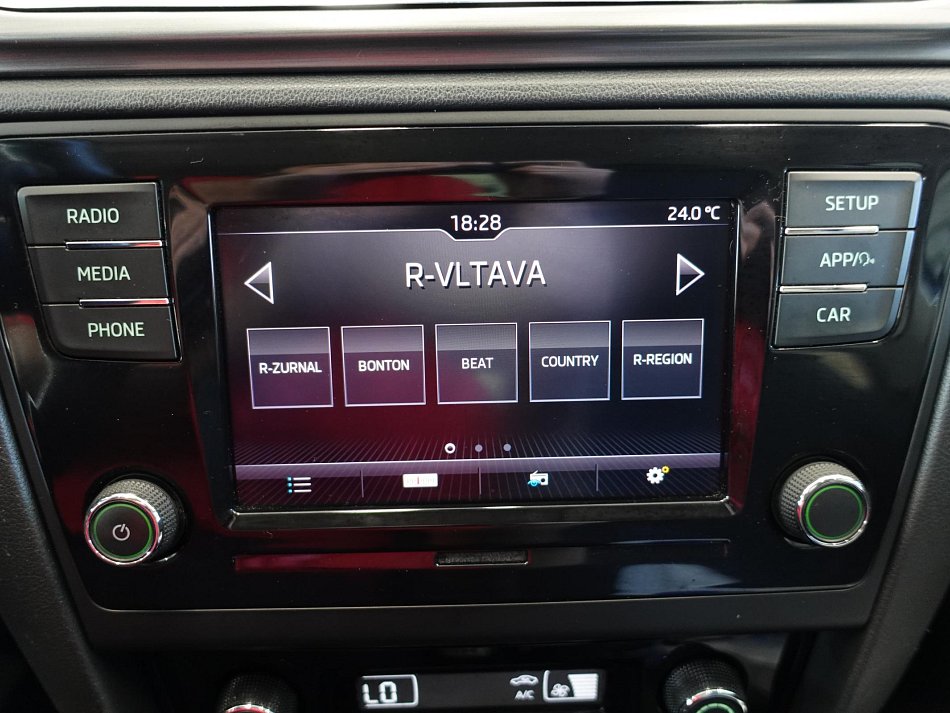 RADIO
MEDIA
PHONE
18:28
24.0 °C
R-VLTAVA
R-ZURNAL
BONTON
BEAT
COUNTRY
R-REGION
SETUP
APP/
CAR
LO
A/C